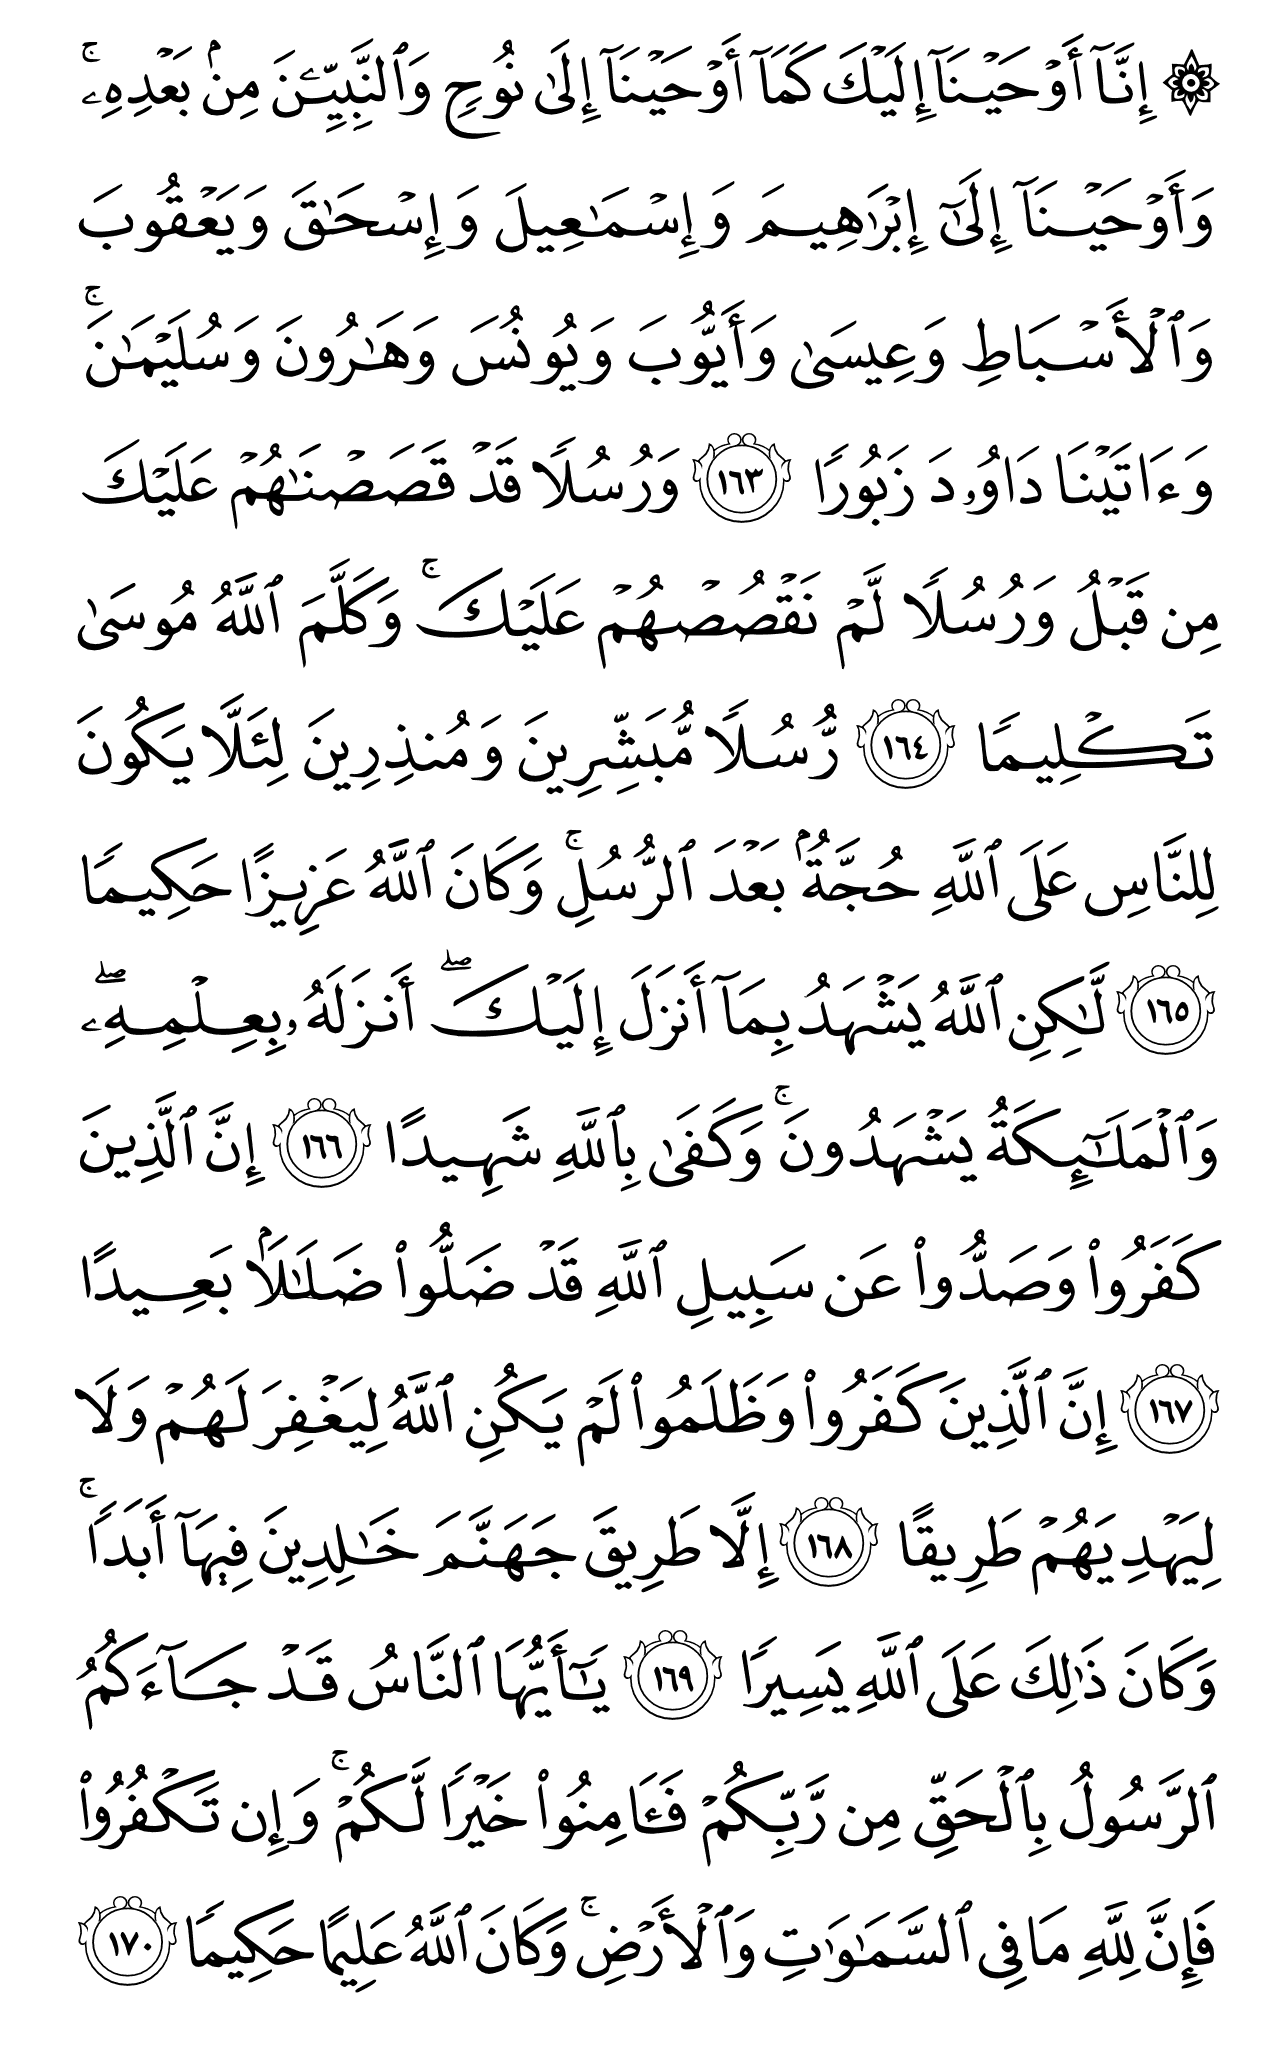 ۞ إِنَّآ أَوۡحَيۡنَآ إِلَيۡكَ كَمَآ أَوۡحَيۡنَآ إِلَىٰ نُوحٖ وَٱلنَّبِيِّـۧنَ مِنۢ بَعۡدِهِۦۚ
وَأَوۡحَيۡنَآ إِلَىٰٓ إِبۡرَٰهِيمَ وَإِسۡمَٰعِيلَ وَإِسۡحَٰقَ وَيَعۡقُوبَ
وَٱلۡأَسۡبَاطِ وَعِيسَىٰ وَأَيُّوبَ وَيُونُسَ وَهَٰرُونَ وَسُلَيۡمَٰنَۚ
وَءَاتَيۡنَا دَاوُۥدَ زَبُورٗا ١٦٣ وَرُسُلٗا قَدۡ قَصَصۡنَٰهُمۡ عَلَيۡكَ
مِن قَبۡلُ وَرُسُلٗا لَّمۡ نَقۡصُصۡهُمۡ عَلَيۡكَۚ وَكَلَّمَ ٱللَّهُ مُوسَىٰ
تَكۡلِيمٗا ١٦٤ رُّسُلٗا مُّبَشِّرِينَ وَمُنذِرِينَ لِئَلَّا يَكُونَ
لِلنَّاسِ عَلَى ٱللَّهِ حُجَّةُۢ بَعۡدَ ٱلرُّسُلِۚ وَكَانَ ٱللَّهُ عَزِيزًا حَكِيمٗا
١٦٥ لَّٰكِنِ ٱللَّهُ يَشۡهَدُ بِمَآ أَنزَلَ إِلَيۡكَۖ أَنزَلَهُۥ بِعِلۡمِهِۦۖ
وَٱلۡمَلَٰٓئِكَةُ يَشۡهَدُونَۚ وَكَفَىٰ بِٱللَّهِ شَهِيدًا ١٦٦ إِنَّ ٱلَّذِينَ
كَفَرُواْ وَصَدُّواْ عَن سَبِيلِ ٱللَّهِ قَدۡ ضَلُّواْ ضَلَٰلَۢا بَعِيدًا
١٦٧ إِنَّ ٱلَّذِينَ كَفَرُواْ وَظَلَمُواْ لَمۡ يَكُنِ ٱللَّهُ لِيَغۡفِرَ لَهُمۡ وَلَا
لِيَهۡدِيَهُمۡ طَرِيقًا ١٦٨ إِلَّا طَرِيقَ جَهَنَّمَ خَٰلِدِينَ فِيهَآ أَبَدٗاۚ
وَكَانَ ذَٰلِكَ عَلَى ٱللَّهِ يَسِيرٗا ١٦٩ يَٰٓأَيُّهَا ٱلنَّاسُ قَدۡ جَآءَكُمُ
ٱلرَّسُولُ بِٱلۡحَقِّ مِن رَّبِّكُمۡ فَـَٔامِنُواْ خَيۡرٗا لَّكُمۡۚ وَإِن تَكۡفُرُواْ
فَإِنَّ لِلَّهِ مَا فِي ٱلسَّمَٰوَٰتِ وَٱلۡأَرۡضِۚ وَكَانَ ٱللَّهُ عَلِيمًا حَكِيمٗا ١٧٠